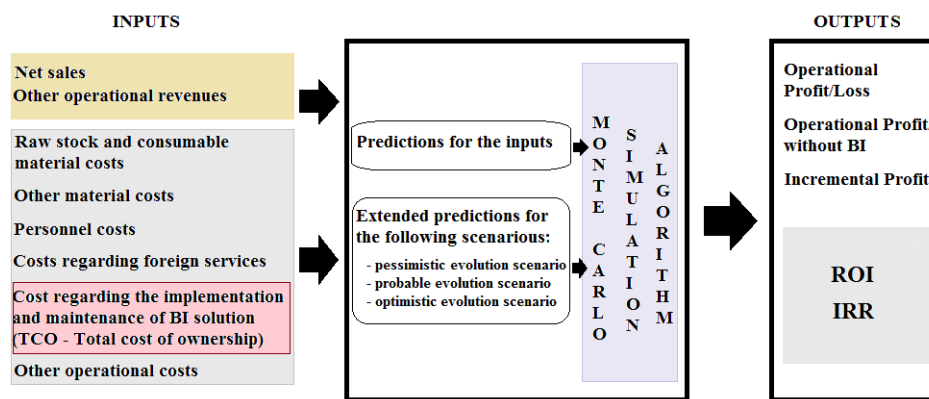 INPUTS
Net sales
Other operational revenues
Raw stock and consumable
material costs
Other material costs
Personnel costs
Costs regarding foreign services
Cost regarding the implementation
and maintenance of BI solution
(TCO - Total cost of ownership)
Other operational costs
Predictions for the inputs
Extended predictions for
the following scenarious:
- pessimistic evolution scenario
- probable evolution scenario
- optimistic evolution scenario
MONTE CARLO
SIMULATION
ALGORITHM
OUTPUTS
Operational
Profit/Loss
Operational Profit/
without BI
Incremental Profit
ROI
IRR